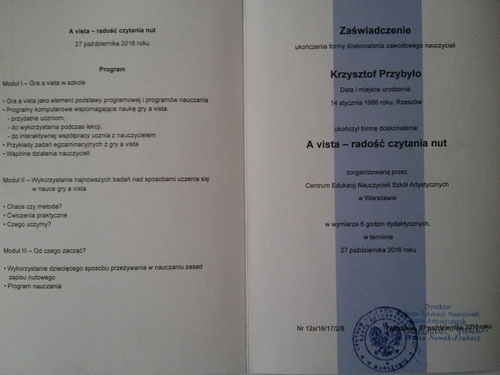 A vista – radość czytania nut
27 października 2016 roku
Program
Moduł I – Gra a vista w szkole
• Gra a vista jako element podstawy programowej i programów nauczania
• Programy komputerowe wspomagające naukę gry a vista:
- przydatne uczniom,
- do wykorzystania podczas lekcji,
- do interaktywnej współpracy ucznia z nauczycielem
• Przykłady zadań egzaminacyjnych z gry a vista
• Wspólne działania nauczycieli
Moduł II – Wykorzystanie najnowszych badań nad sposobami uczenia się
w nauce gry a vista
• Chaos czy metoda?
• Ćwiczenia praktyczne
• Czego uczymy?
Moduł III – Od czego zacząć?
• Wykorzystanie dziecięcego sposobu przeżywania w nauczaniu zasad
zapisu nutowego
• Program nauczania
Zaświadczenie
ukończenia formy doskonalenia zawodowego nauczycieli
Krzysztof Przybyło
Data i miejsce urodzenia
14 stycznia 1986 roku, Rzeszów
ukończył formę doskonalenia:
A vista – radość czytania nut
zorganizowaną przez
Centrum Edukacji Nauczycieli Szkół Artystycznych
w Warszawie
w wymiarze 6 godzin dydaktycznych,
w terminie
27 października 2016 roku
Dyrektor
Centrum Edukacji Nauczycieli
Szkół Artystycznych
Nr 12s/16/17/2/8 Warszawa, 27 października 2016 roku